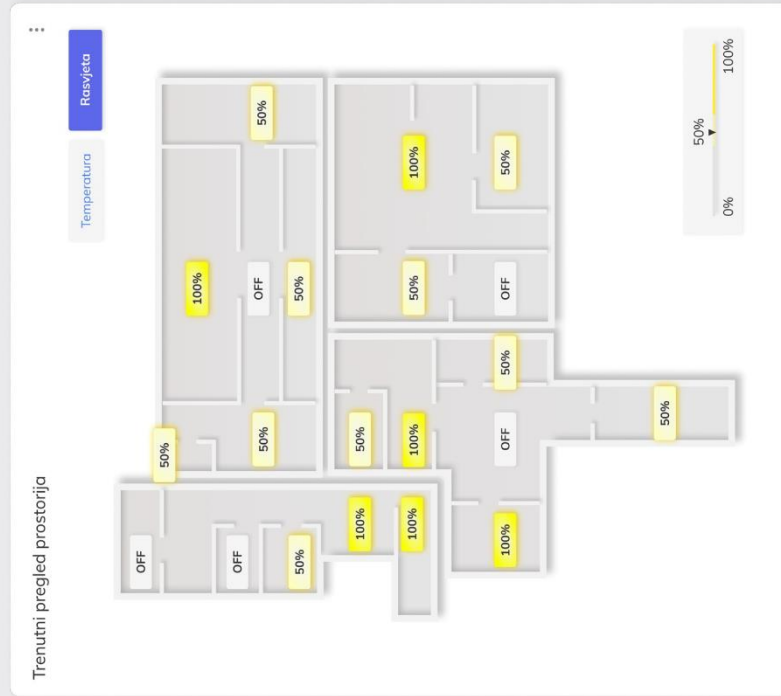 Trenutni pregled prostorija
Temperatura Rasvjeta
OFF
50%
100%
OFF
50% OFF 50%
50% 50%
100% 50%
100% 100% 50% 100%
100% OFF 50% OFF 50%
50%
50%
0% 100%